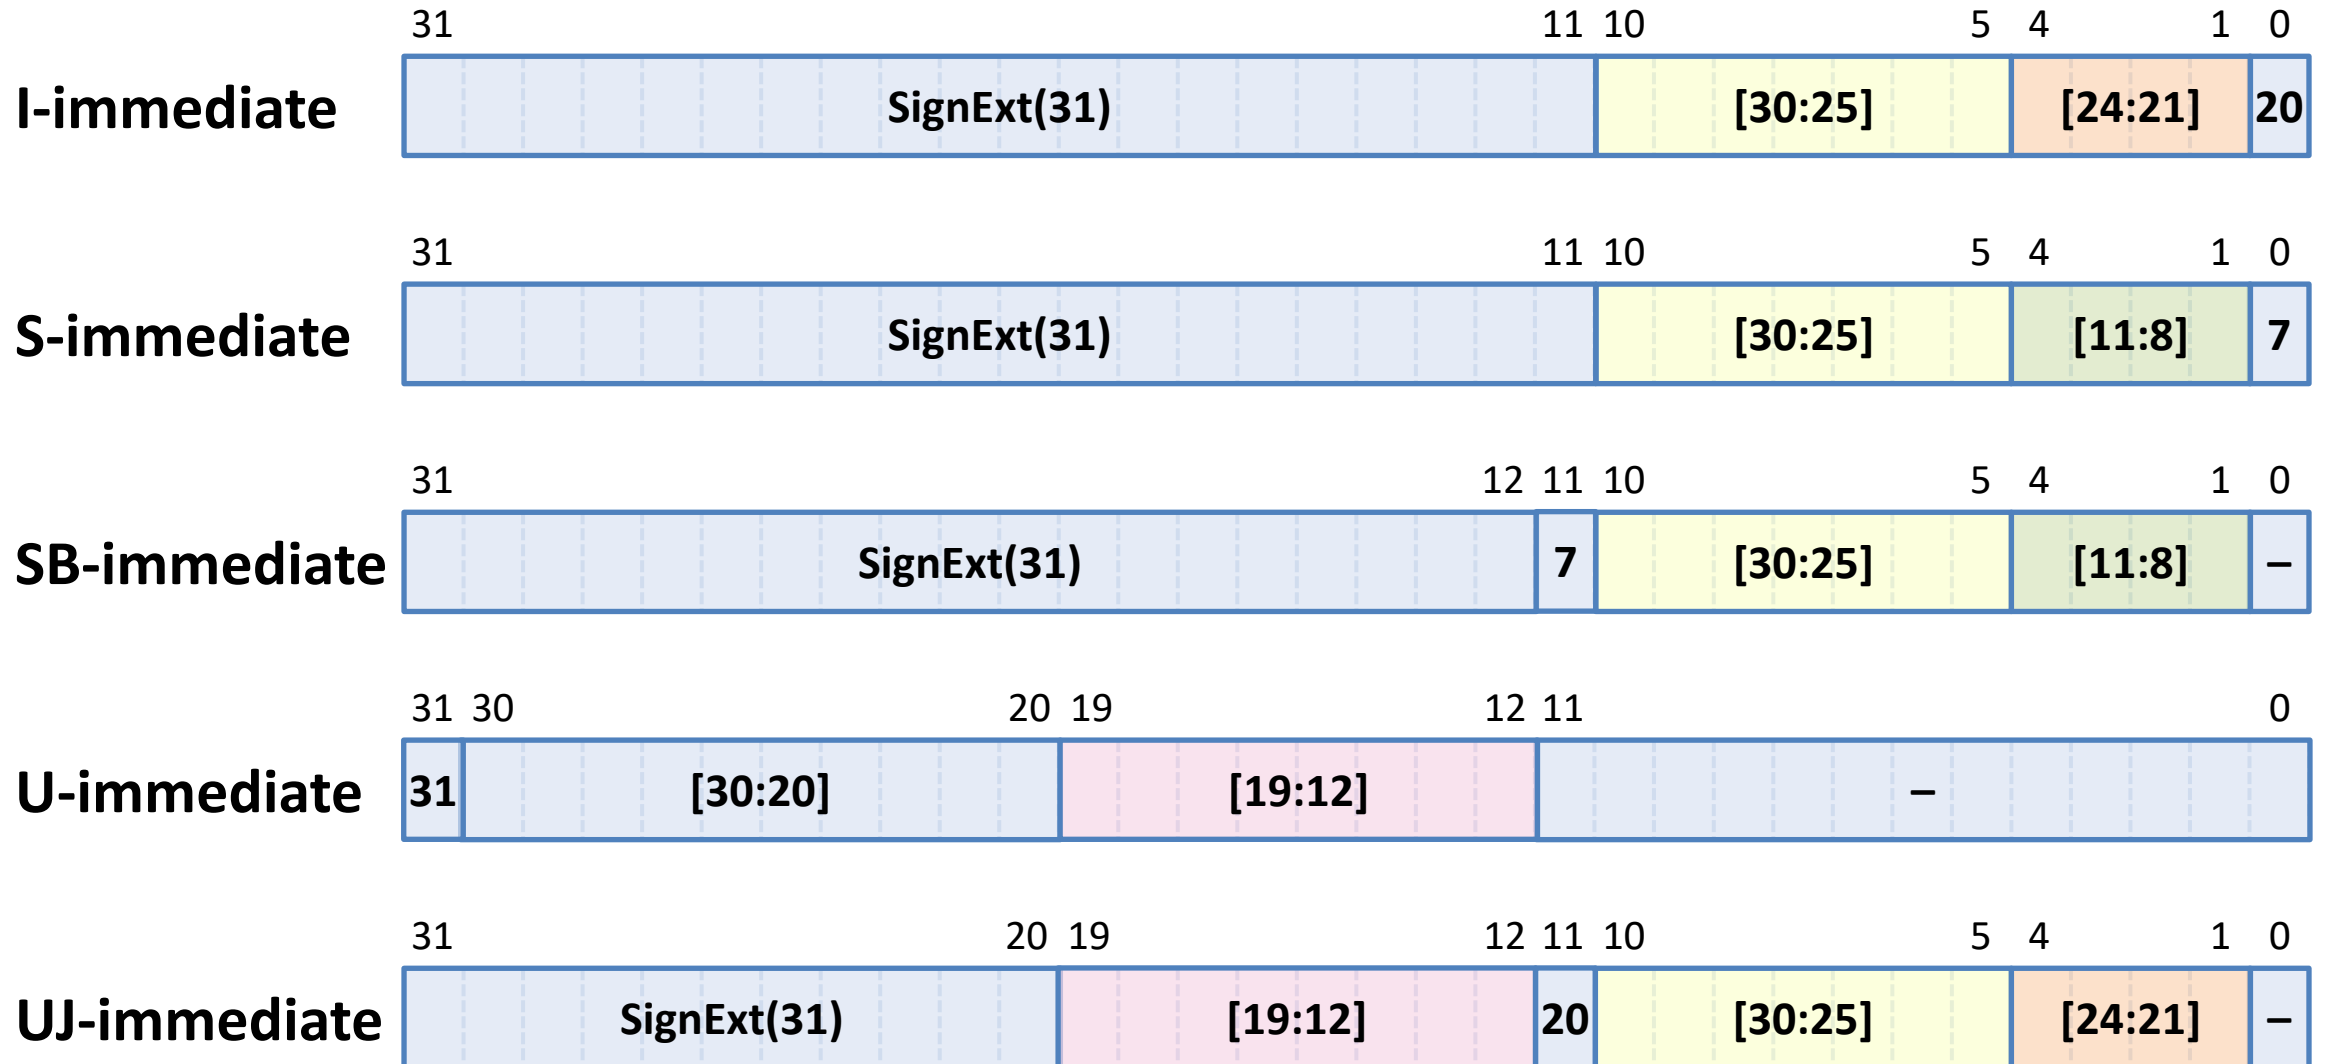 31 11 10 5 4 1 0
I-immediate SignExt(31) [30:25] [24:21] 20
31 11 10 5 4 1 0
S-immediate SignExt(31) [30:25] [11:8] 7
31 12 11 10 5 4 1 0
SB-immediate SignExt(31) 7 [30:25] [11:8] –
31 30 20 19 12 11 0
U-immediate 31 [30:20] [19:12] –
31 20 19 12 11 10 5 4 1 0
UJ-immediate SignExt(31) [19:12] 20 [30:25] [24:21] –